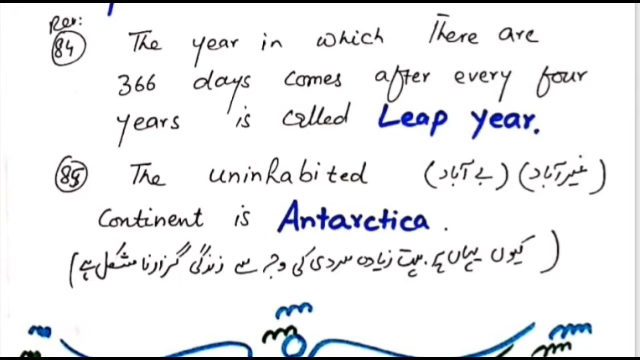 Rev:
84 The year in which There are
366 days comes after every four
years is called Leap year.
85 The uninhabited (بے آباد) (غیر آباد)
Continent is Antarctica.
(کیوں یہاں پر بہت زیادہ سردی کی وجہ سے زندگی گزارنا مشکل ہے)